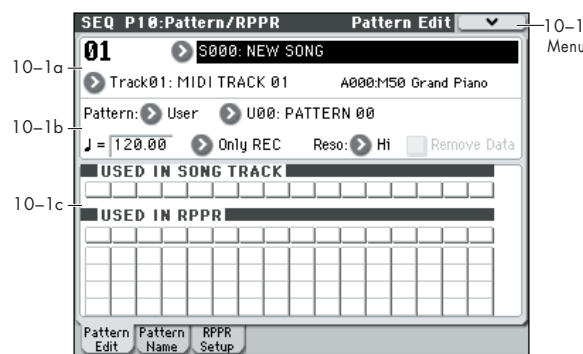 SEQ P10:Pattern/RPPR Pattern Edit
10–1
Menu
01 S000: NEW SONG
10–1a
Track01: MIDI TRACK 01 A000:M50 Grand Piano
Pattern: User U00: PATTERN 00
10–1b
♩= 120.00 Only REC Reso: Hi Remove Data
USED IN SONG TRACK
10–1c
USED IN RPPR
Pattern Edit
Pattern Name
RPPR Setup